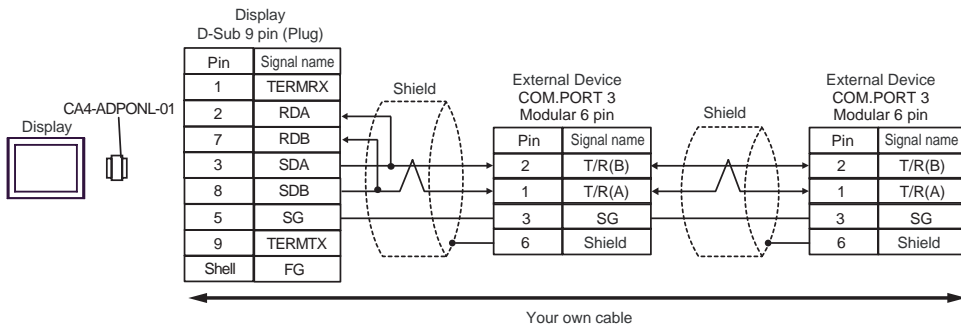 Display
D-Sub 9 pin (Plug)
Pin Signal name
1 TERMRX
2 RDA
7 RDB
3 SDA
8 SDB
5 SG
9 TERMTX
Shell FG
CA4-ADPONL-01
Display
Shield
External Device
COM.PORT 3
Modular 6 pin
Pin Signal name
2 T/R(B)
1 T/R(A)
3 SG
6 Shield
Shield
External Device
COM.PORT 3
Modular 6 pin
Pin Signal name
2 T/R(B)
1 T/R(A)
3 SG
6 Shield
Your own cable